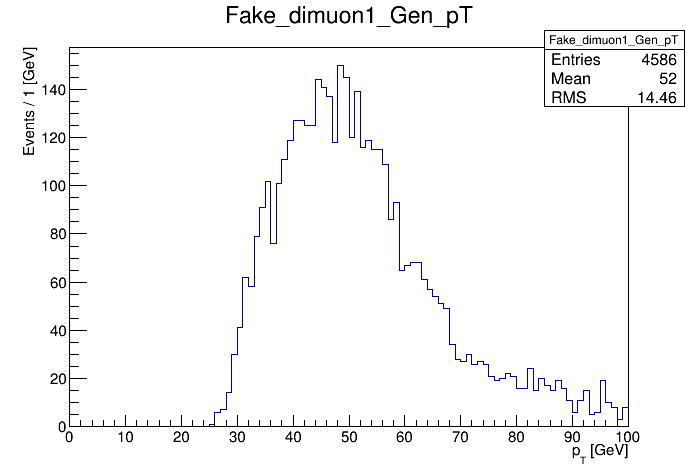 Fake_dimuon1_Gen_pT
Fake_dimuon1_Gen_pT
Entries 4586
Mean 52
RMS 14.46
Events / 1 [GeV]
140
120
100
80
60
40
20
0
0 10 20 30 40 50 60 70 80 90 100
p_T [GeV]